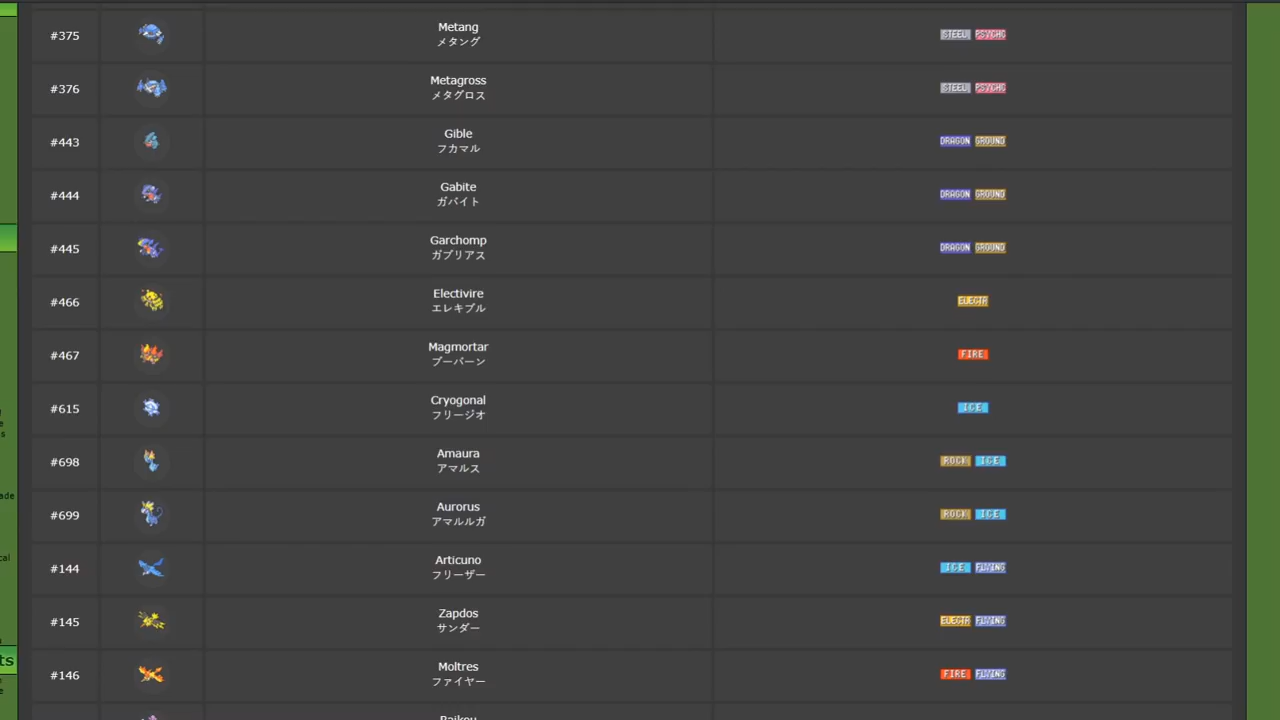 #375
Metang
メタング
STEEL PSYCHC
#376
Metagross
メタグロス
STEEL PSYCHC
#443
Gible
フカマル
DRAGON GROUND
#444
Gabite
ガバイト
DRAGON GROUND
#445
Garchomp
ガブリアス
DRAGON GROUND
#466
Electivire
エレキブル
ELECTR
#467
Magmortar
ブーバーン
FIRE
#615
Cryogonal
フリージオ
ICE
#698
Amaura
アマルス
ROCK ICE
#699
Aurorus
アマルルガ
ROCK ICE
#144
Articuno
フリーザー
ICE FLYING
#145
Zapdos
サンダー
ELECTR FLYING
#146
Moltres
ファイヤー
FIRE FLYING
Raikou
ade
cal
ts